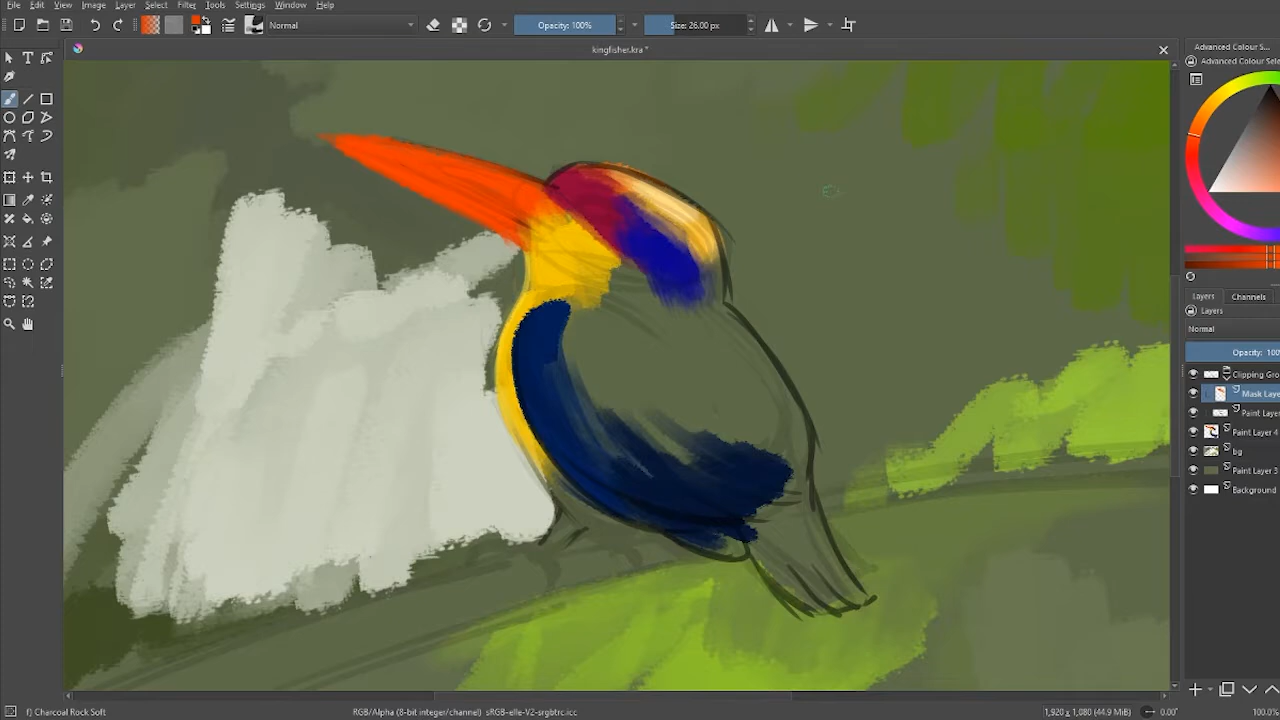 File Edit View Image Layer Select Filter Tools Settings Window Help
Normal
Opacity: 100%
Size: 26.00 px
kingfisher.kra *
Advanced Colour S...
Advanced Colour Sele
Layers Channels
Layers
Normal
Opacity: 100
Clipping Gro
Mask Laye
Paint Layer
Paint Layer 4
bg
Paint Layer 3
Background
f) Charcoal Rock Soft
RGB/Alpha (8-bit integer/channel) sRGB-elle-V2-srgbtrc.icc
1,920 x 1,080 (44.9 MiB)
0.00°
100.0%